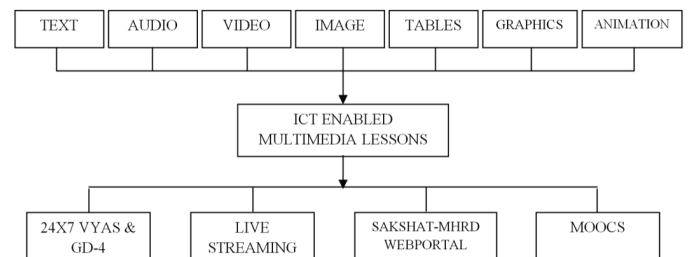 TEXT AUDIO VIDEO IMAGE TABLES GRAPHICS ANIMATION
ICT ENABLED
MULTIMEDIA LESSONS
24X7 VYAS &
GD-4
LIVE
STREAMING
SAKSHAT-MHRD
WEBPORTAL
MOOCS